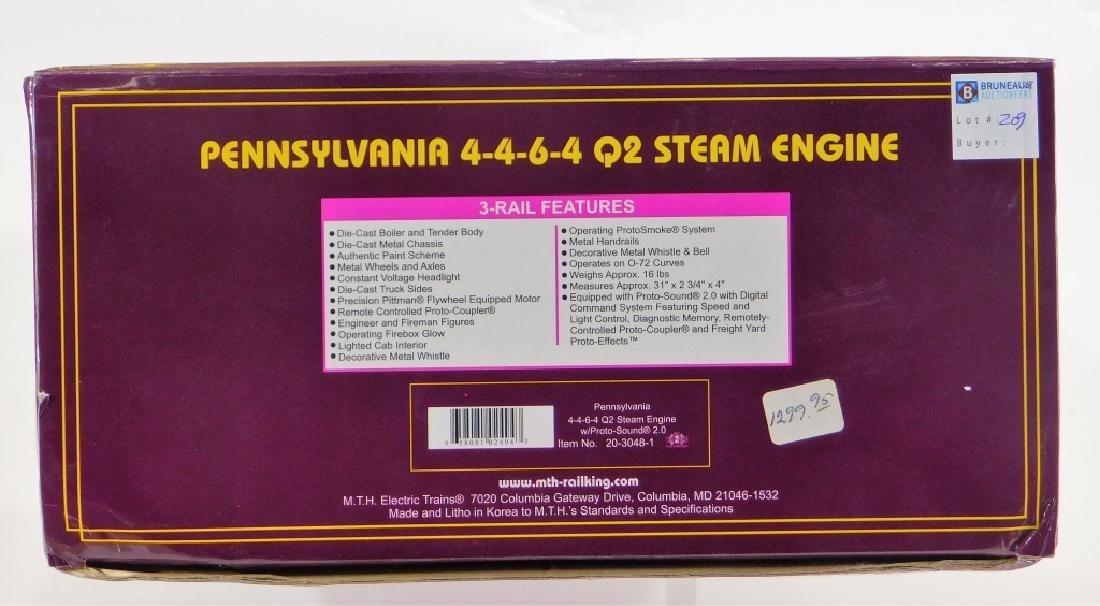 BRUNEAU &
B AUCTIONEERS
Lot #: 209
Buyer:
PENNSYLVANIA 4-4-6-4 Q2 STEAM ENGINE
3-RAIL FEATURES
• Die-Cast Boiler and Tender Body
• Die-Cast Metal Chassis
• Authentic Paint Scheme
• Metal Wheels and Axles
• Constant Voltage Headlight
• Die-Cast Truck Sides
• Precision Pittman® Flywheel Equipped Motor
• Remote Controlled Proto-Coupler®
• Engineer and Fireman Figures
• Operating Firebox Glow
• Lighted Cab Interior
• Decorative Metal Whistle
• Operating ProtoSmoke® System
• Metal Handrails
• Decorative Metal Whistle & Bell
• Operates on O-72 Curves
• Weighs Approx. 16 lbs
• Measures Approx. 31" x 2 3/4" x 4"
• Equipped with Proto-Sound® 2.0 with Digital
Command System Featuring Speed and
Light Control, Diagnostic Memory, Remotely-
Controlled Proto-Coupler® and Freight Yard
Proto-Effects™
Pennsylvania
4-4-6-4 Q2 Steam Engine
w/Proto-Sound® 2.0
Item No. 20-3048-1
1299.95
www.mth-railking.com
M.T.H. Electric Trains® 7020 Columbia Gateway Drive, Columbia, MD 21046-1532
Made and Litho in Korea to M.T.H.'s Standards and Specifications